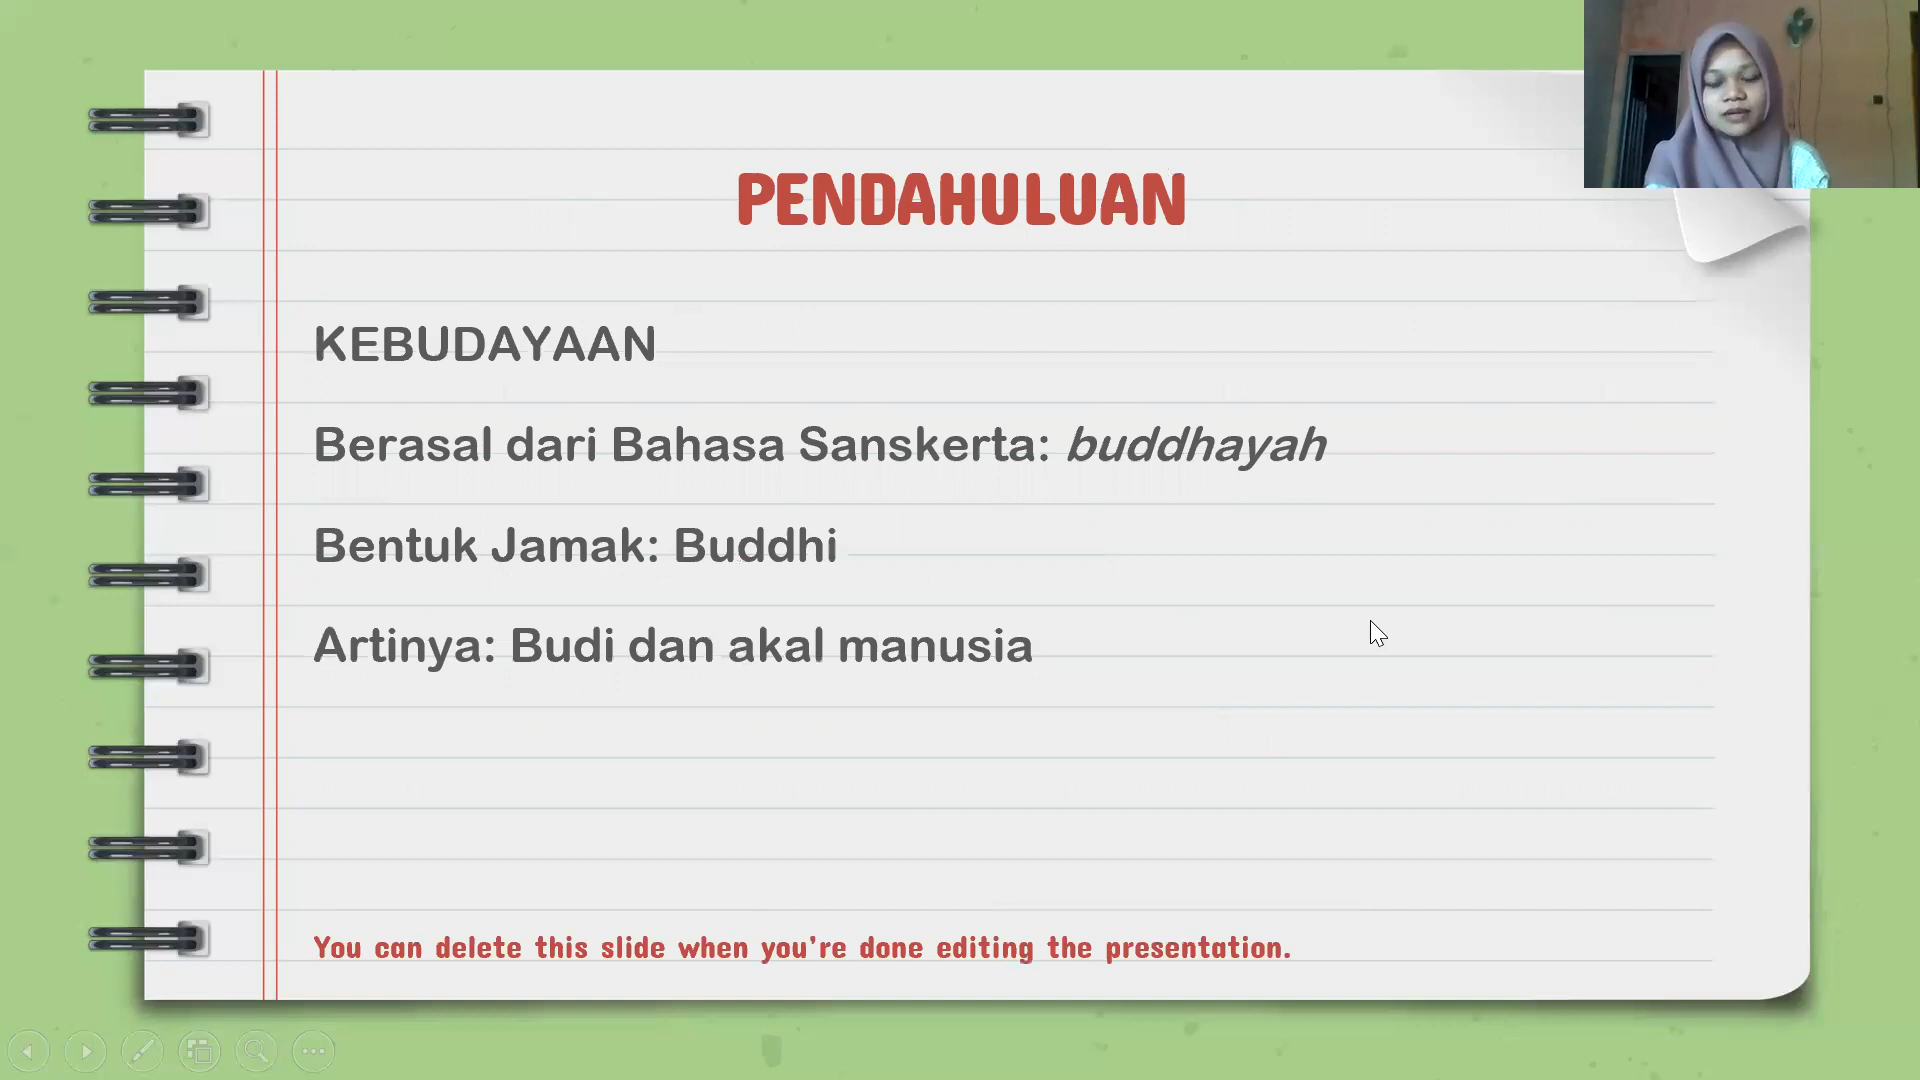 PENDAHULUAN
KEBUDAYAAN
Berasal dari Bahasa Sanskerta: buddhayah
Bentuk Jamak: Buddhi
Artinya: Budi dan akal manusia
You can delete this slide when you're done editing the presentation.